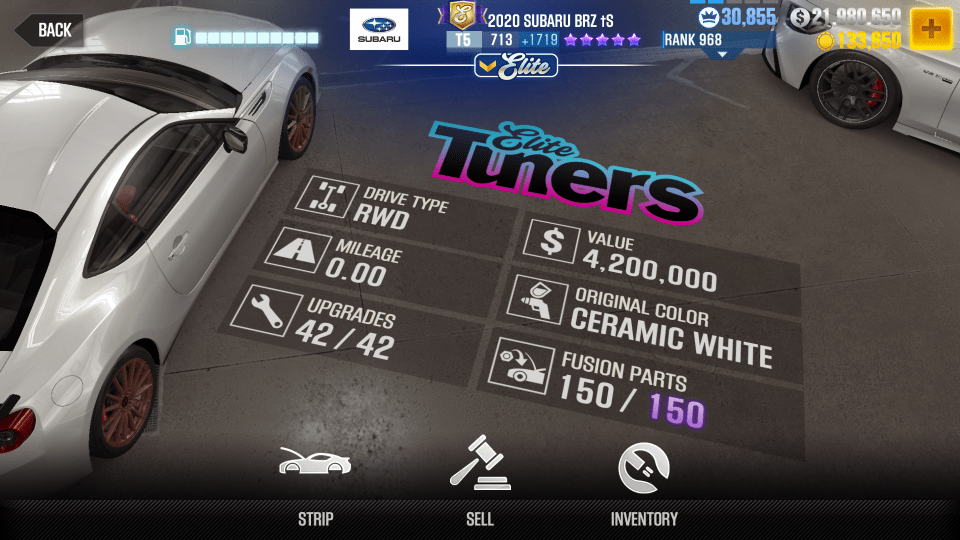 BACK
SUBARU
2020 SUBARU BRZ tS
T5 713 +1719
Elite
30,855
RANK 968
21,980,650
133,650
Elite
Tuners
DRIVE TYPE
RWD
MILEAGE
0.00
UPGRADES
42 / 42
VALUE
4,200,000
ORIGINAL COLOR
CERAMIC WHITE
FUSION PARTS
150 / 150
STRIP
SELL
INVENTORY